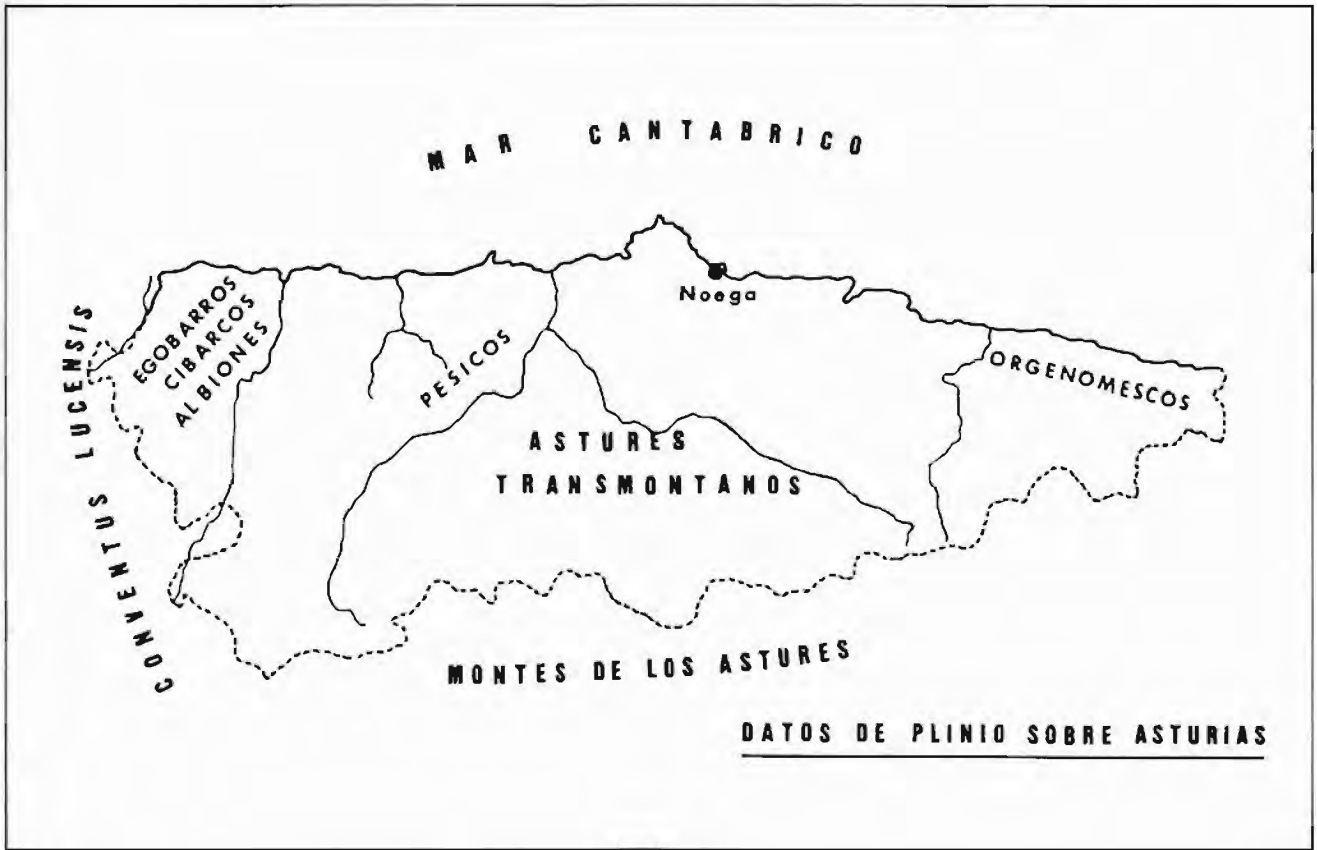 MAR CANTABRICO
Noega
EGOBARROS
CIBARCOS
ALBIONES
PESICOS
ORGENOMESCOS
CONVENTUS LUCENSIS
ASTURES
TRANSMONTANOS
MONTES DE LOS ASTURES
DATOS DE PLINIO SOBRE ASTURIAS